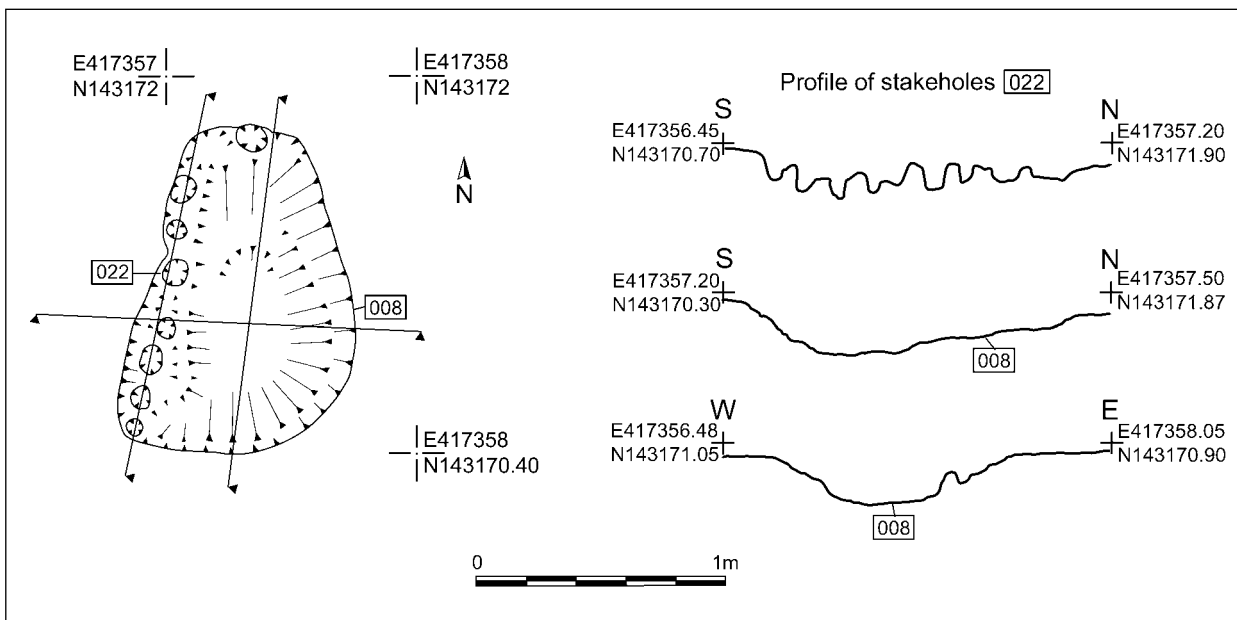 E417357
N143172
E417358
N143172
N
022
008
E417358
N143170.40
Profile of stakeholes 022
S
N
E417356.45
N143170.70
E417357.20
N143171.90
S
N
E417357.20
N143170.30
E417357.50
N143171.87
008
W
E
E417356.48
N143171.05
E417358.05
N143170.90
008
0
1m